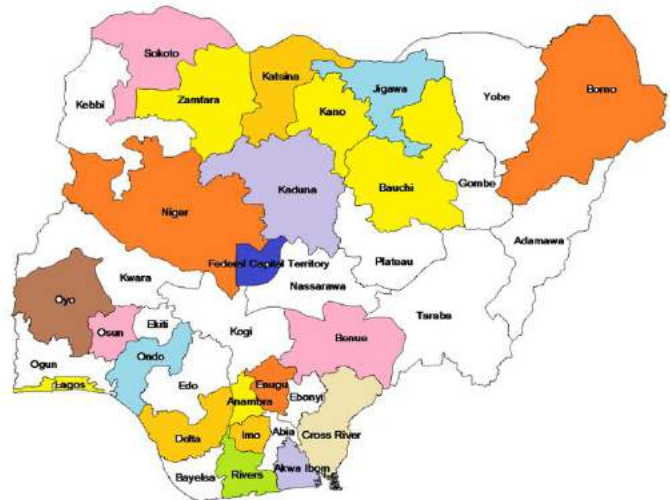 Sokoto
Katsina
Jigawa
Borno
Kebbi
Zamfara
Kano
Yobe
Kaduna
Bauchi
Gombe
Niger
Adamawa
Federal Capital Territory
Plateau
Kwara
Nassarawa
Oyo
Taraba
Osun
Ekiti
Kogi
Benue
Ogun
Ondo
Lagos
Edo
Enugu
Ebonyi
Anambra
Delta
Imo
Abia
Cross River
Bayelsa
Rivers
Akwa Ibom